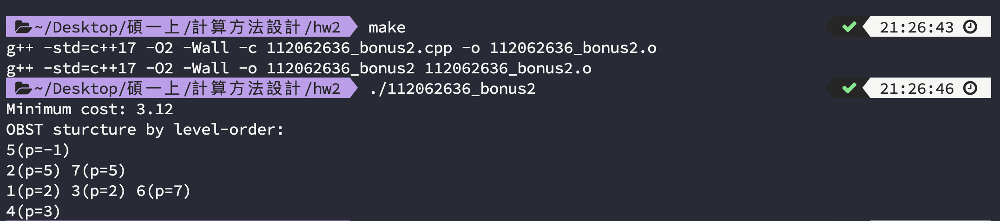 ~/Desktop/碩一上/計算方法設計/hw2 make 21:26:43
g++ -std=c++17 -O2 -Wall -c 112062636_bonus2.cpp -o 112062636_bonus2.o
g++ -std=c++17 -O2 -Wall -o 112062636_bonus2 112062636_bonus2.o
~/Desktop/碩一上/計算方法設計/hw2 ./112062636_bonus2 21:26:46
Minimum cost: 3.12
OBST sturcture by level-order:
5(p=-1)
2(p=5) 7(p=5)
1(p=2) 3(p=2) 6(p=7)
4(p=3)